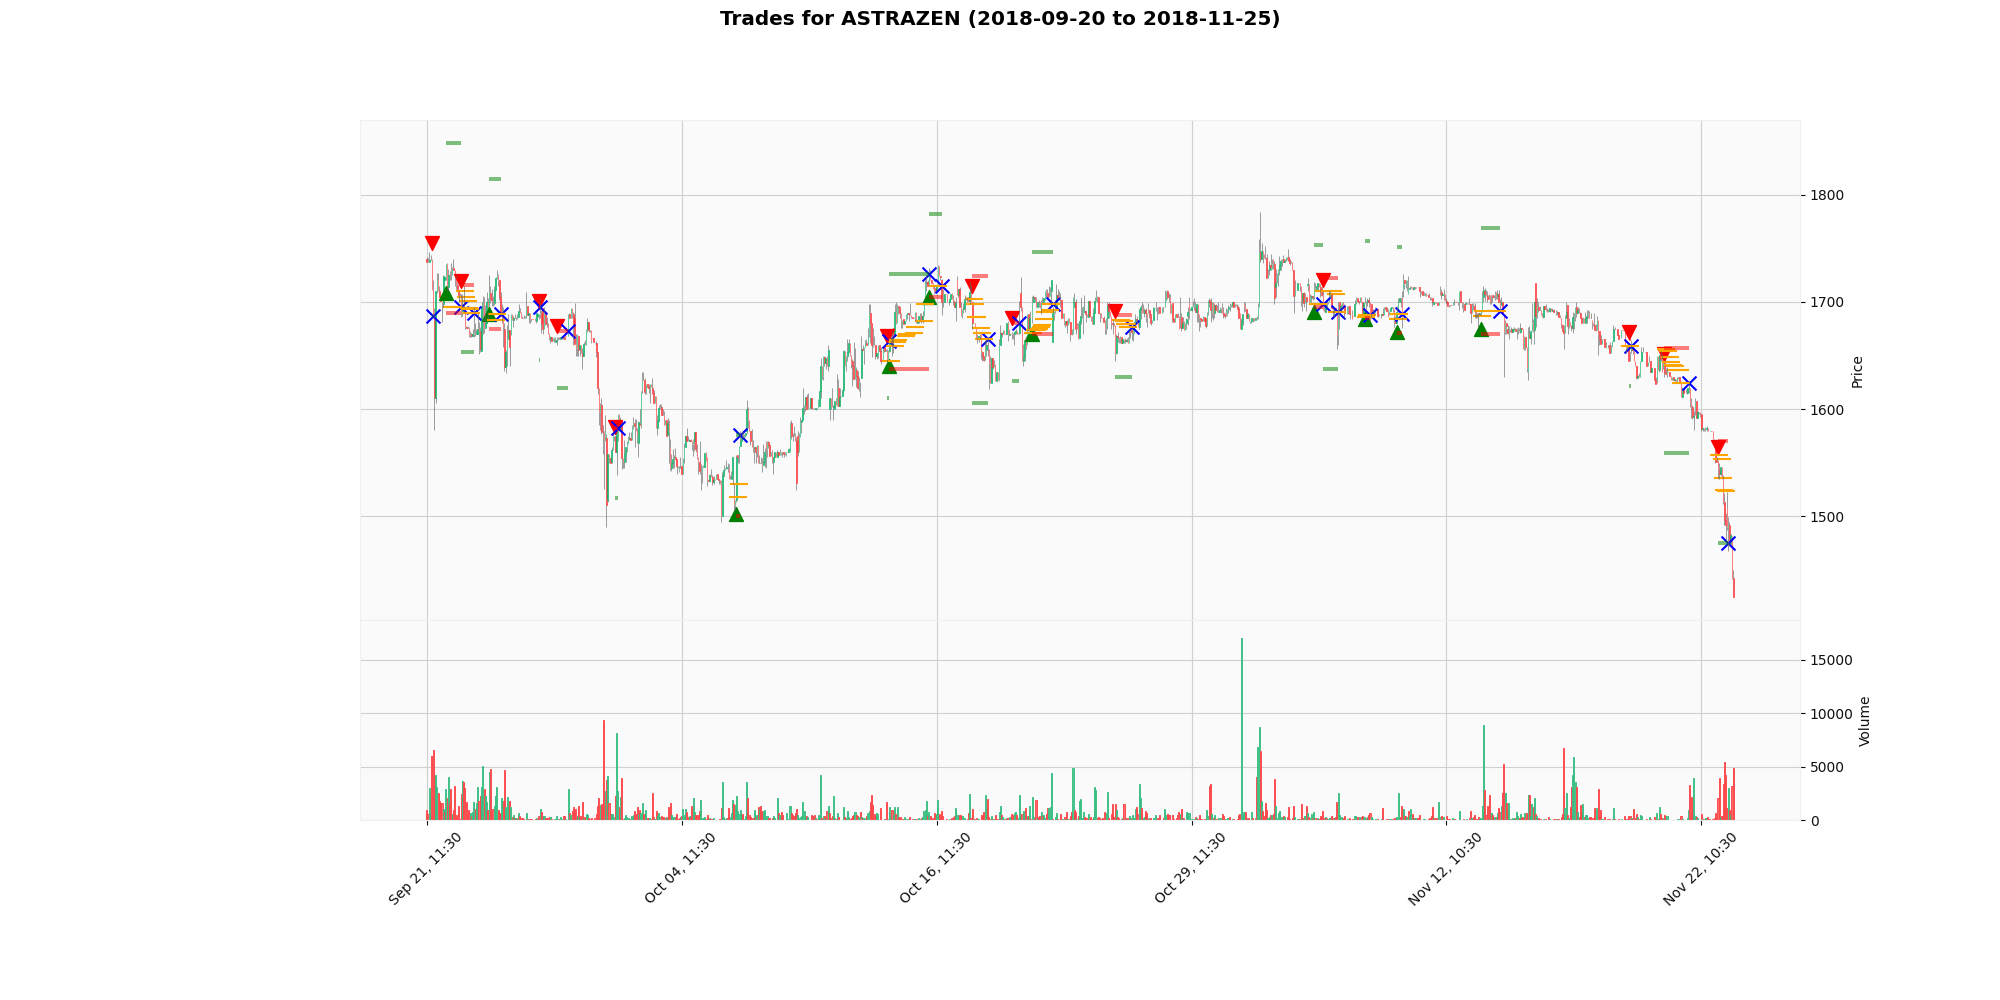 Trades for ASTRAZEN (2018-09-20 to 2018-11-25)
1800
1700
1600
1500
Price
15000
10000
5000
0
Volume
Sep 21, 11:30
Oct 04, 11:30
Oct 16, 11:30
Oct 29, 11:30
Nov 12, 10:30
Nov 22, 10:30